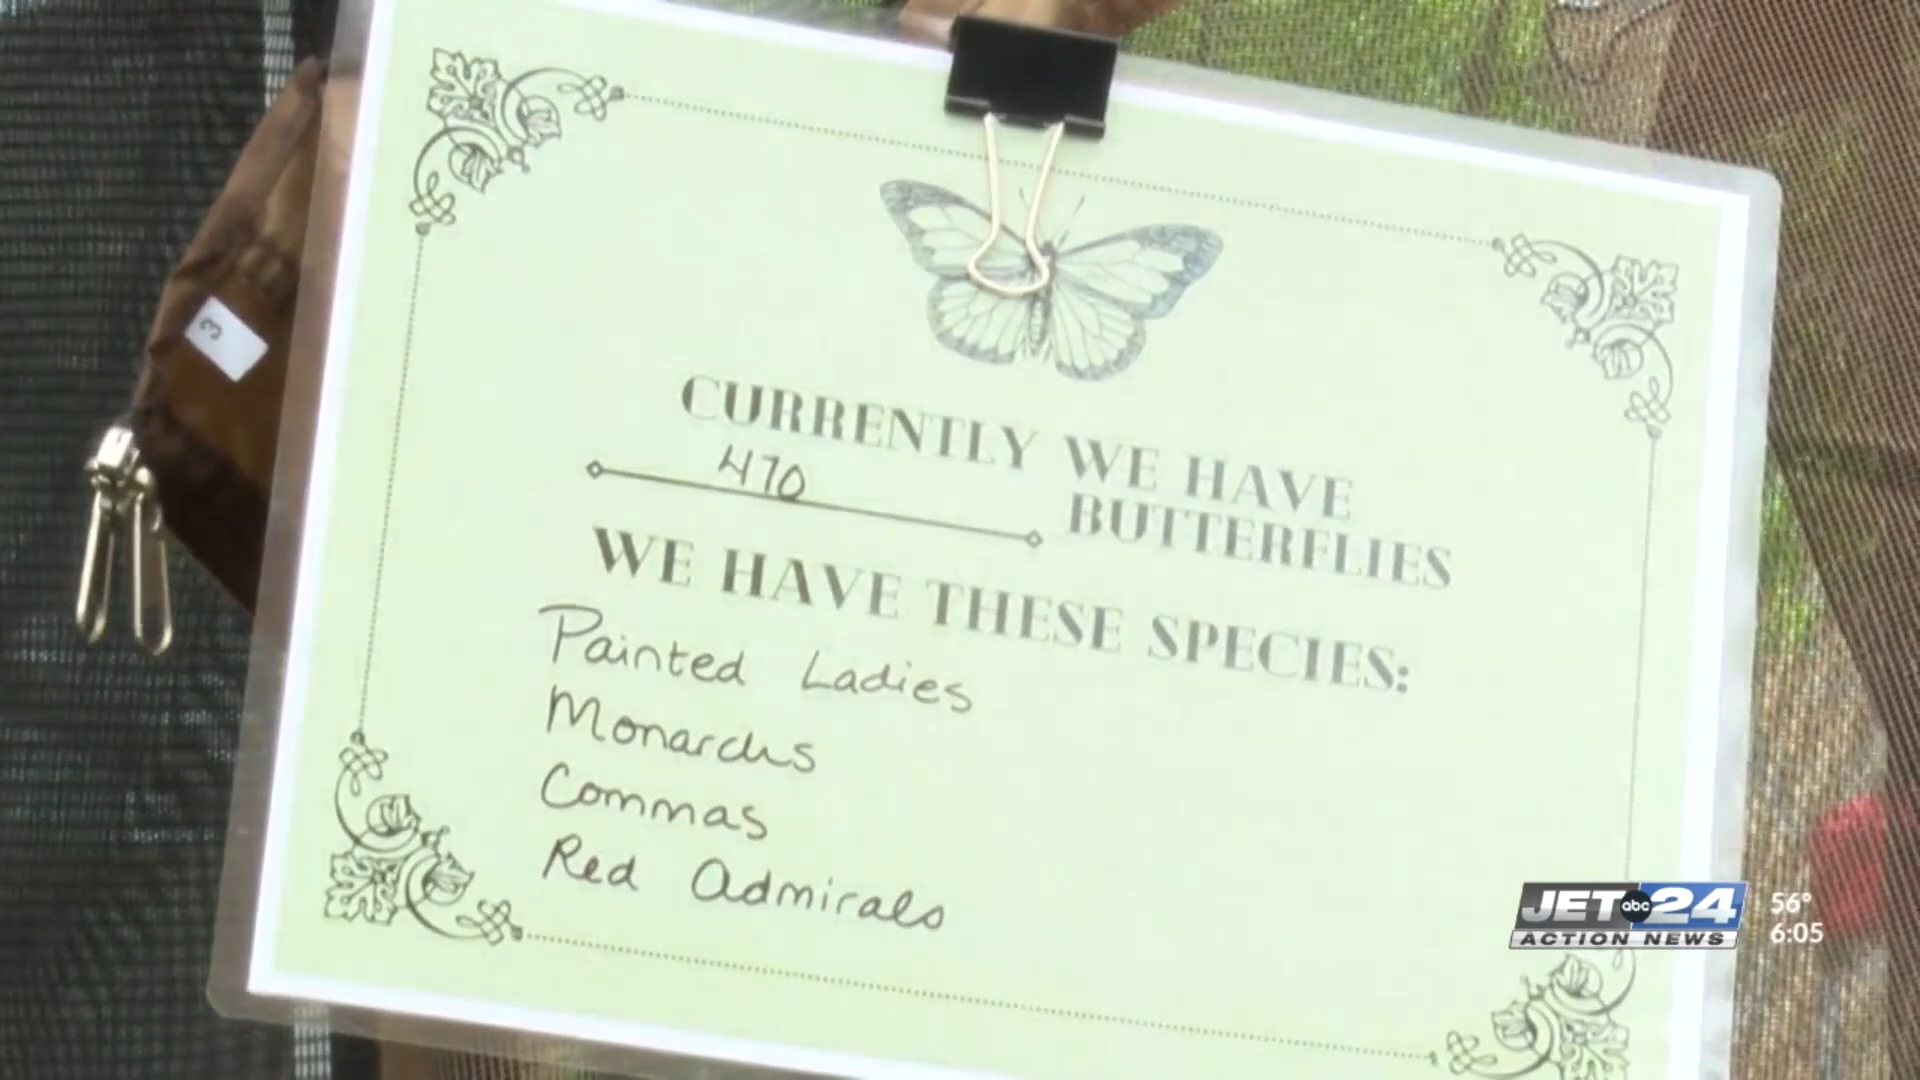 3
CURRENTLY WE HAVE
470 BUTTERFLIES
WE HAVE THESE SPECIES:
Painted Ladies
Monarchs
Commas
Red Admirals
JET abc 24
ACTION NEWS
56°
6:05